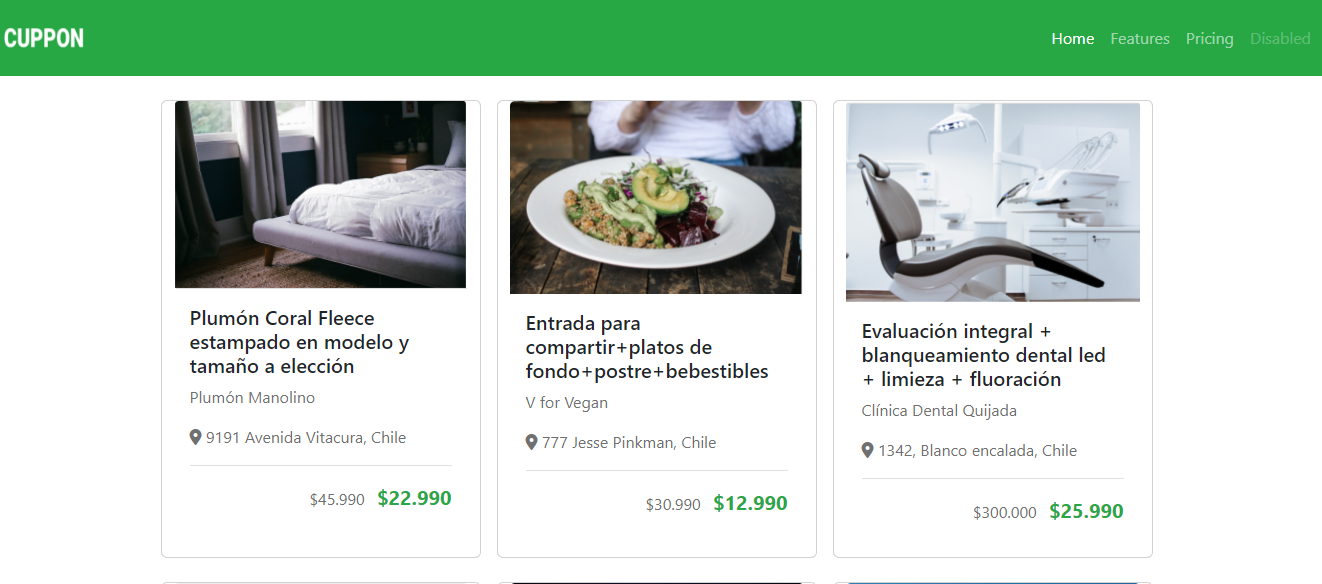 CUPPON
Home Features Pricing Disabled
Plumón Coral Fleece
estampado en modelo y
tamaño a elección
Plumón Manolino
9191 Avenida Vitacura, Chile
$45.990 $22.990
Entrada para
compartir+platos de
fondo+postre+bebestibles
V for Vegan
777 Jesse Pinkman, Chile
$30.990 $12.990
Evaluación integral +
blanqueamiento dental led
+ limieza + fluoración
Clínica Dental Quijada
1342, Blanco encalada, Chile
$300.000 $25.990